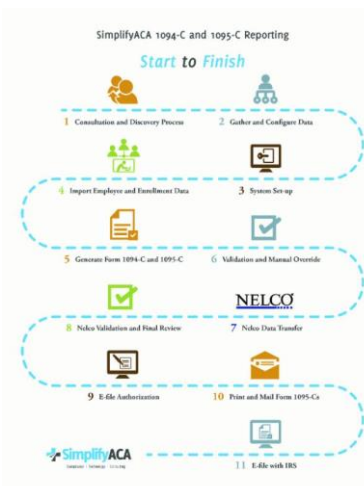 SimplifyACA 1094-C and 1095-C Reporting
Start to Finish
1 Consultation and Discovery Process
2 Gather and Configure Data
4 Import Employee and Enrollment Data
3 System Set-up
5 Generate Form 1094-C and 1095-C
6 Validation and Manual Override
NELCO
8 Nelco Validation and Final Review
7 Nelco Data Transfer
9 E-file Authorization
10 Print and Mail Form 1095-Cs
SimplifyACA
11 E-file with IRS